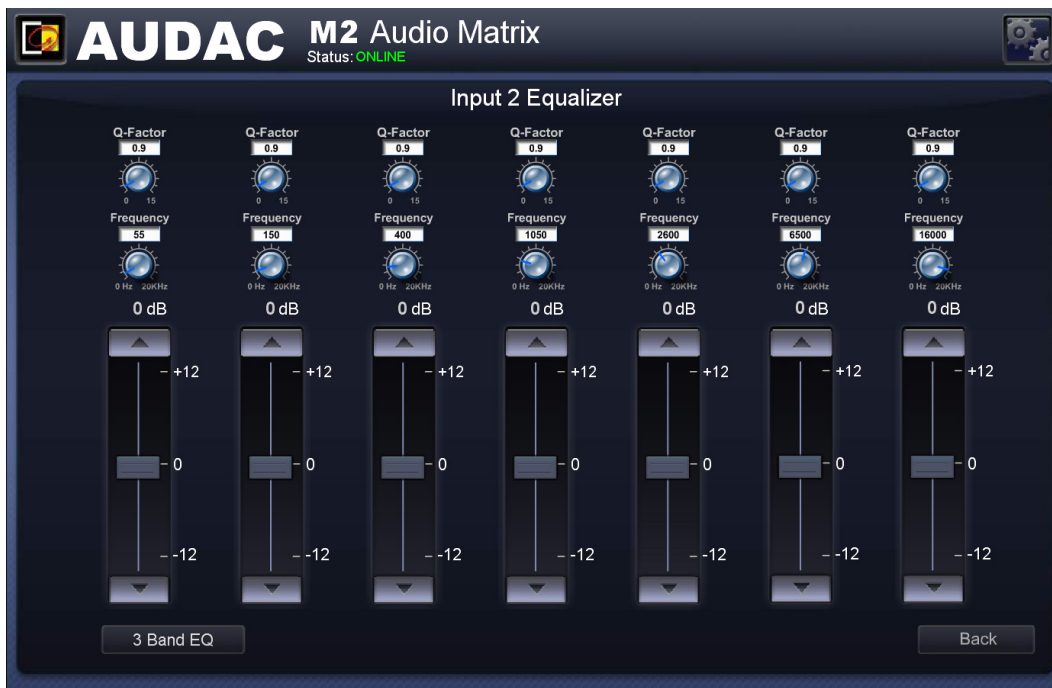 AUDAC M2 Audio Matrix
Status: ONLINE
Input 2 Equalizer
Q-Factor Q-Factor Q-Factor Q-Factor Q-Factor Q-Factor Q-Factor
0.9 0.9 0.9 0.9 0.9 0.9 0.9
0 15 0 15 0 15 0 15 0 15 0 15 0 15
Frequency Frequency Frequency Frequency Frequency Frequency Frequency
55 150 400 1050 2600 6500 16000
0 Hz 20KHz 0 Hz 20KHz 0 Hz 20KHz 0 Hz 20KHz 0 Hz 20KHz 0 Hz 20KHz 0 Hz 20KHz
0 dB 0 dB 0 dB 0 dB 0 dB 0 dB 0 dB
+12 +12 +12 +12 +12 +12 +12
0 0 0 0 0 0 0
-12 -12 -12 -12 -12 -12 -12
3 Band EQ Back